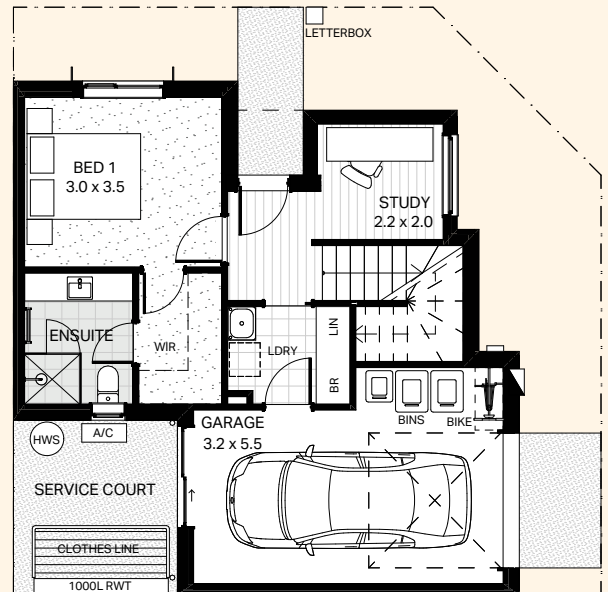 LETTERBOX
BED 1
3.0 x 3.5
STUDY
2.2 x 2.0
ENSUITE
WIR
LDRY
LIN
BR
GARAGE
3.2 x 5.5
BINS
BIKE
HWS
A/C
SERVICE COURT
CLOTHES LINE
1000L RWT